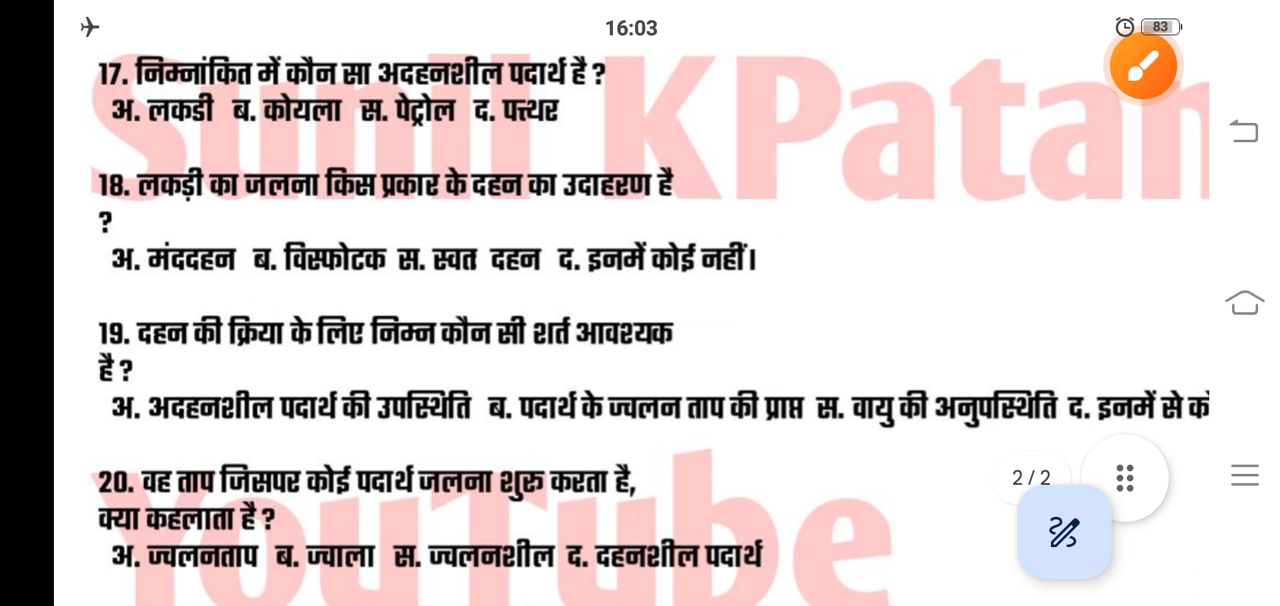 16:03
83
17. निम्नांकित में कौन सा अदहनशील पदार्थ है ?
अ. लकडी ब. कोयला स. पेट्रोल द. पत्त्थर
18. लकड़ी का जलना किस प्रकार के दहन का उदाहरण है
?
अ. मंददहन ब. विस्फोटक स. स्वत दहन द. इनमें कोई नहीं।
19. दहन की क्रिया के लिए निम्न कौन सी शर्त आवश्यक
है ?
अ. अदहनशील पदार्थ की उपस्थिति ब. पदार्थ के ज्वलन ताप की प्राप्त स. वायु की अनुपस्थिति द. इनमें से
20. वह ताप जिसपर कोई पदार्थ जलना शुरू करता है,
2 / 2
क्या कहलाता है ?
अ. ज्वलनताप ब. ज्वाला स. ज्वलनशील द. दहनशील पदार्थ
Sunil KPatan
YouTube